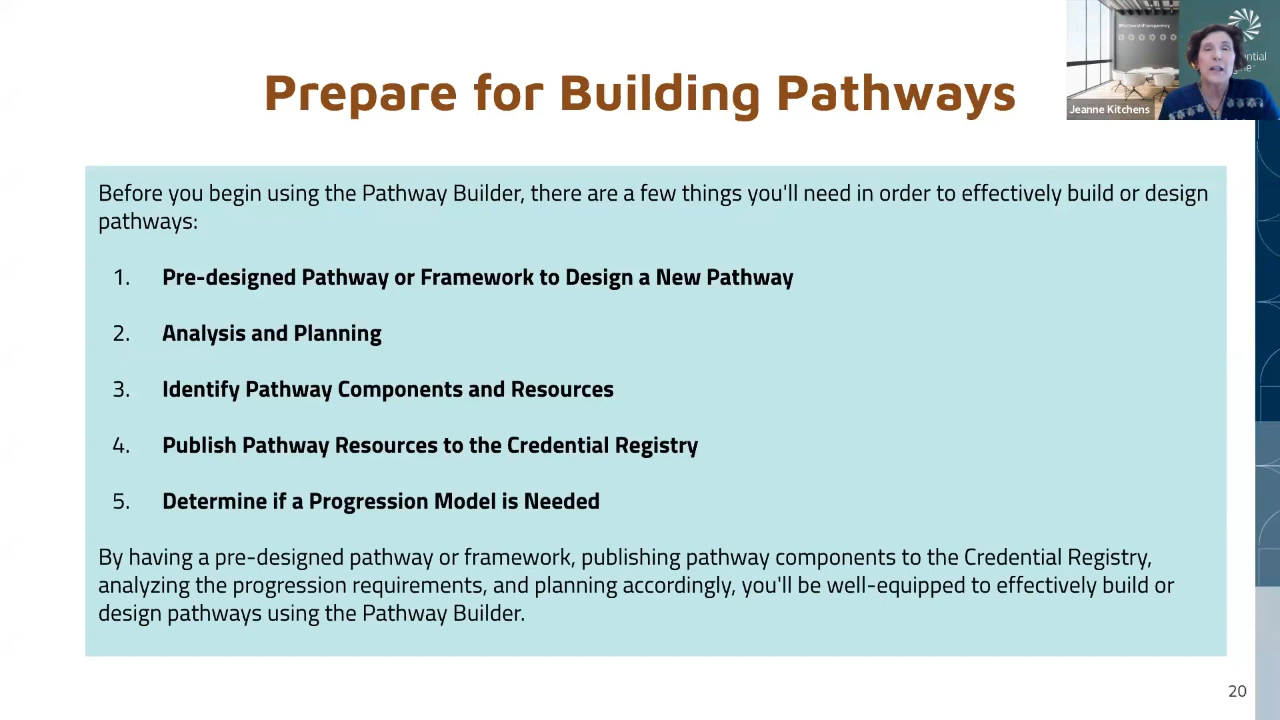 Prepare for Building Pathways
Jeanne Kitchens
Before you begin using the Pathway Builder, there are a few things you'll need in order to effectively build or design
pathways:
1. Pre-designed Pathway or Framework to Design a New Pathway
2. Analysis and Planning
3. Identify Pathway Components and Resources
4. Publish Pathway Resources to the Credential Registry
5. Determine if a Progression Model is Needed
By having a pre-designed pathway or framework, publishing pathway components to the Credential Registry,
analyzing the progression requirements, and planning accordingly, you'll be well-equipped to effectively build or
design pathways using the Pathway Builder.
20